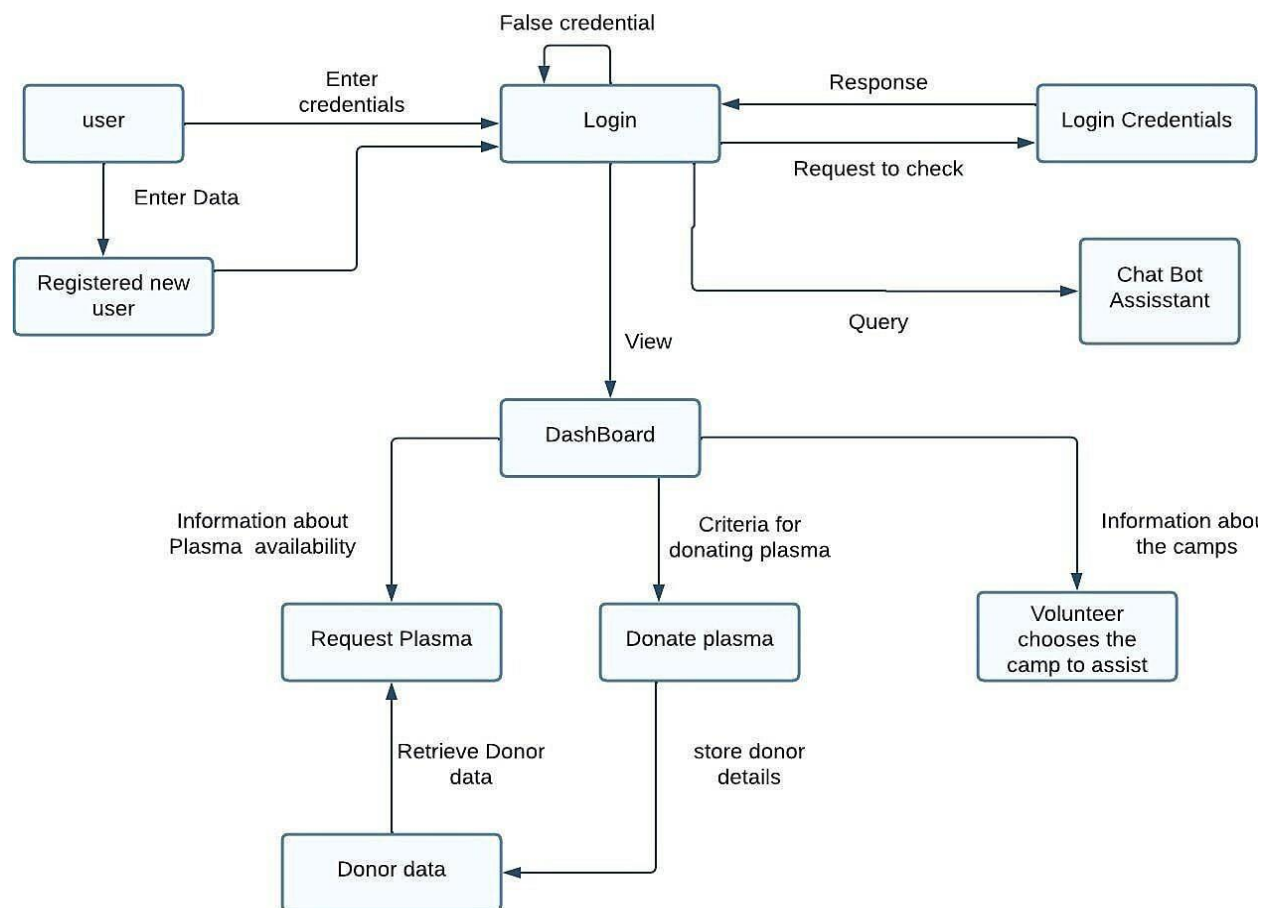 False credential
Enter
credentials
Response
user
Login
Login Credentials
Request to check
Enter Data
Registered new
user
Chat Bot
Assisstant
Query
View
DashBoard
Information about
Plasma availability
Criteria for
donating plasma
Information abou
the camps
Request Plasma
Donate plasma
Volunteer
chooses the
camp to assist
Retrieve Donor
data
store donor
details
Donor data